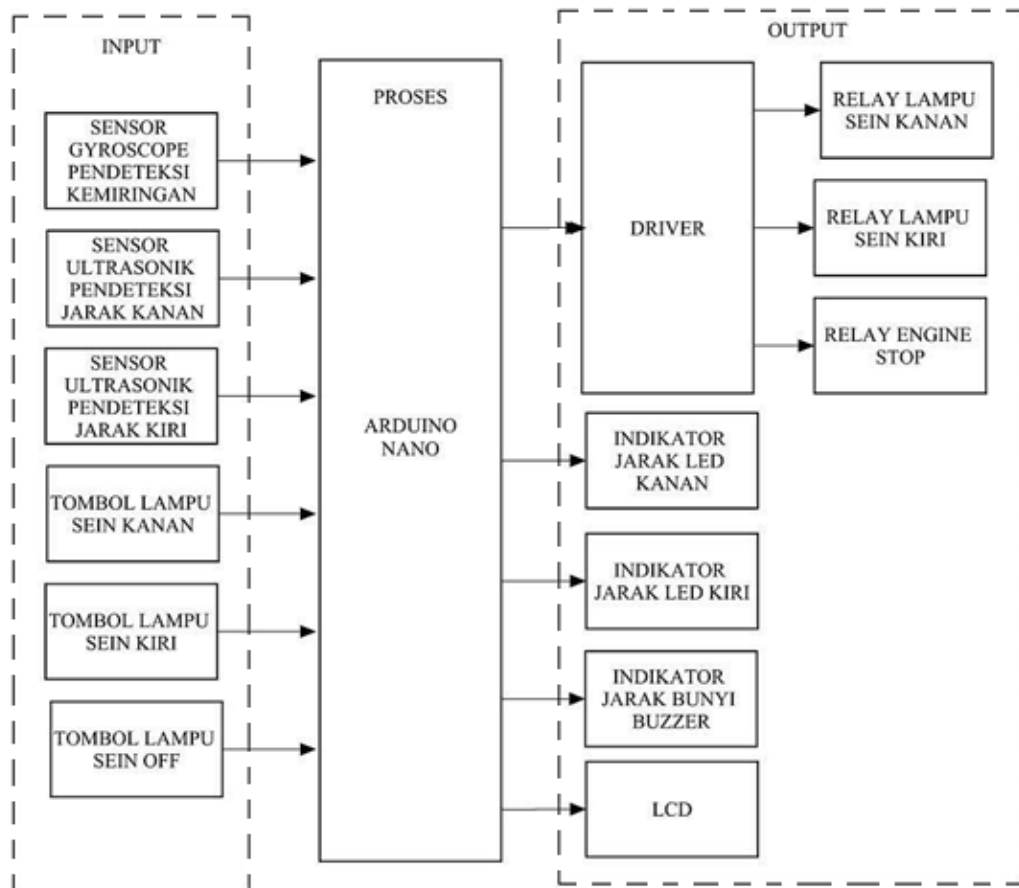 INPUT
SENSOR
GYROSCOPE
PENDETEKSI
KEMIRINGAN
SENSOR
ULTRASONIK
PENDETEKSI
JARAK KANAN
SENSOR
ULTRASONIK
PENDETEKSI
JARAK KIRI
TOMBOL LAMPU
SEIN KANAN
TOMBOL LAMPU
SEIN KIRI
TOMBOL LAMPU
SEIN OFF
PROSES
ARDUINO
NANO
OUTPUT
DRIVER
RELAY LAMPU
SEIN KANAN
RELAY LAMPU
SEIN KIRI
RELAY ENGINE
STOP
INDIKATOR
JARAK LED
KANAN
INDIKATOR
JARAK LED KIRI
INDIKATOR
JARAK BUNYI
BUZZER
LCD